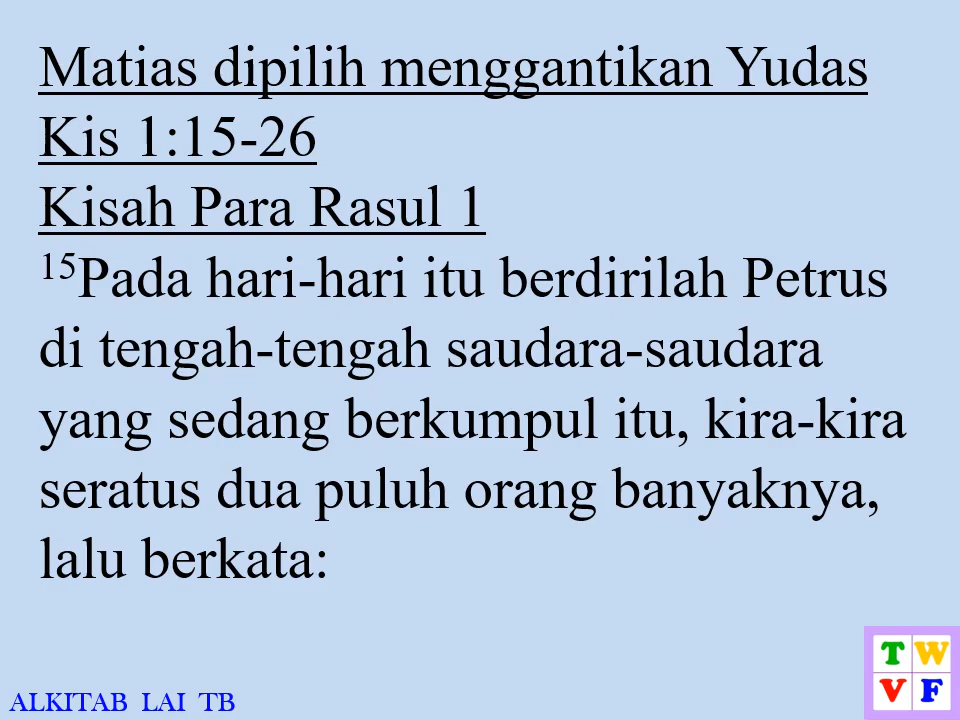 Matias dipilih menggantikan Yudas
Kis 1:15-26
Kisah Para Rasul 1
15Pada hari-hari itu berdirilah Petrus
di tengah-tengah saudara-saudara
yang sedang berkumpul itu, kira-kira
seratus dua puluh orang banyaknya,
lalu berkata:
ALKITAB LAI TB
T W
V F